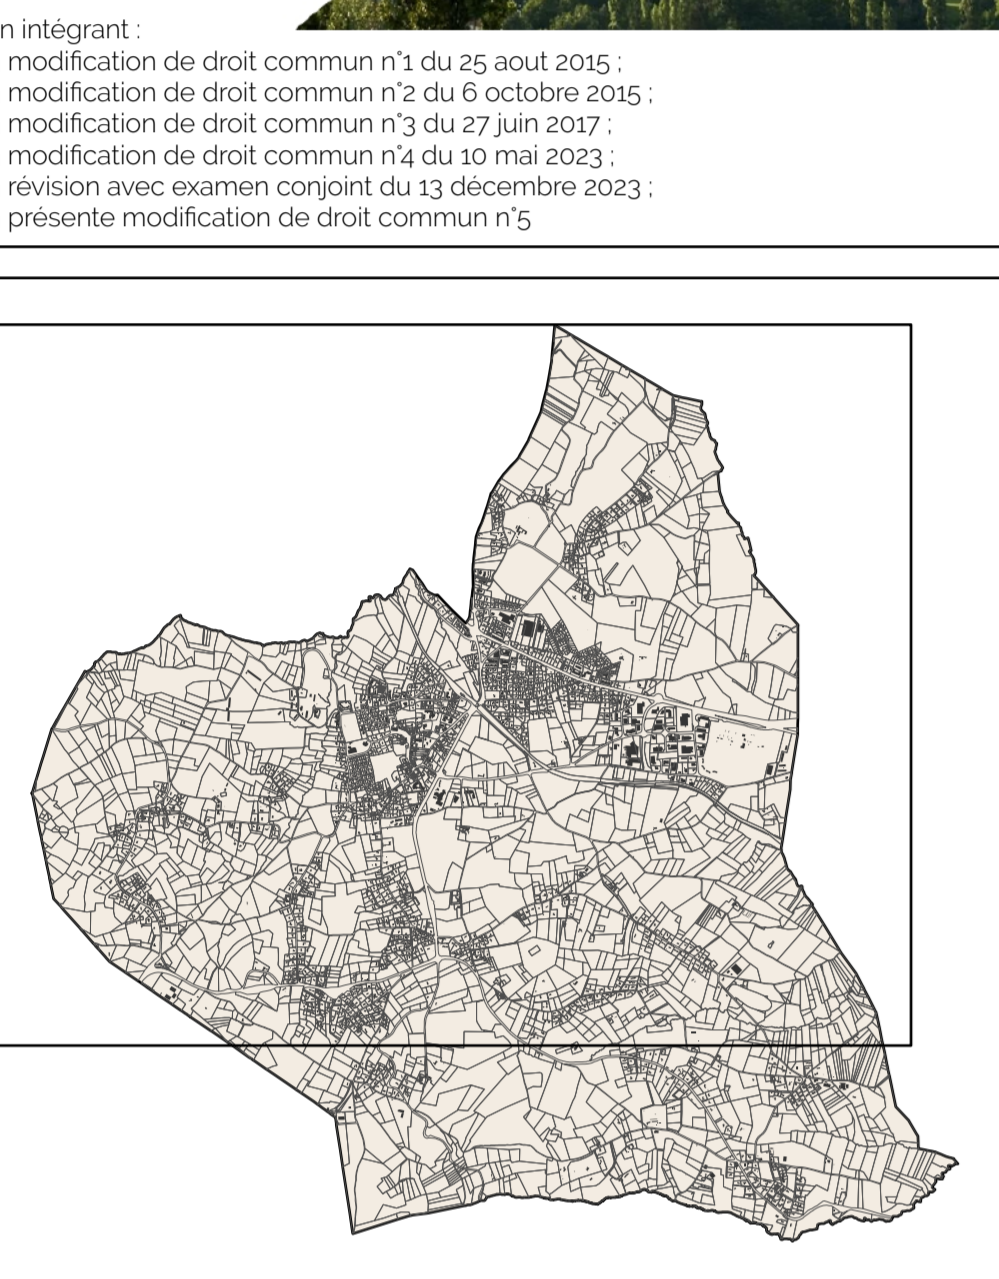 n intégrant :
modification de droit commun n°1 du 25 aout 2015 ;
modification de droit commun n°2 du 6 octobre 2015 ;
modification de droit commun n°3 du 27 juin 2017 ;
modification de droit commun n°4 du 10 mai 2023 ;
révision avec examen conjoint du 13 décembre 2023 ;
présente modification de droit commun n°5